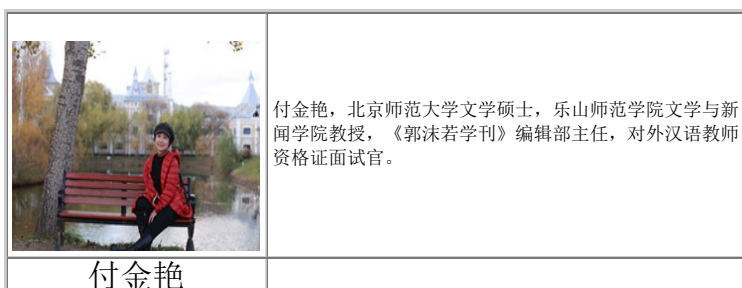 付金艳，北京师范大学文学硕士，乐山师范学院文学与新
闻学院教授，《郭沫若学刊》编辑部主任，对外汉语教师
资格证面试官。
付金艳